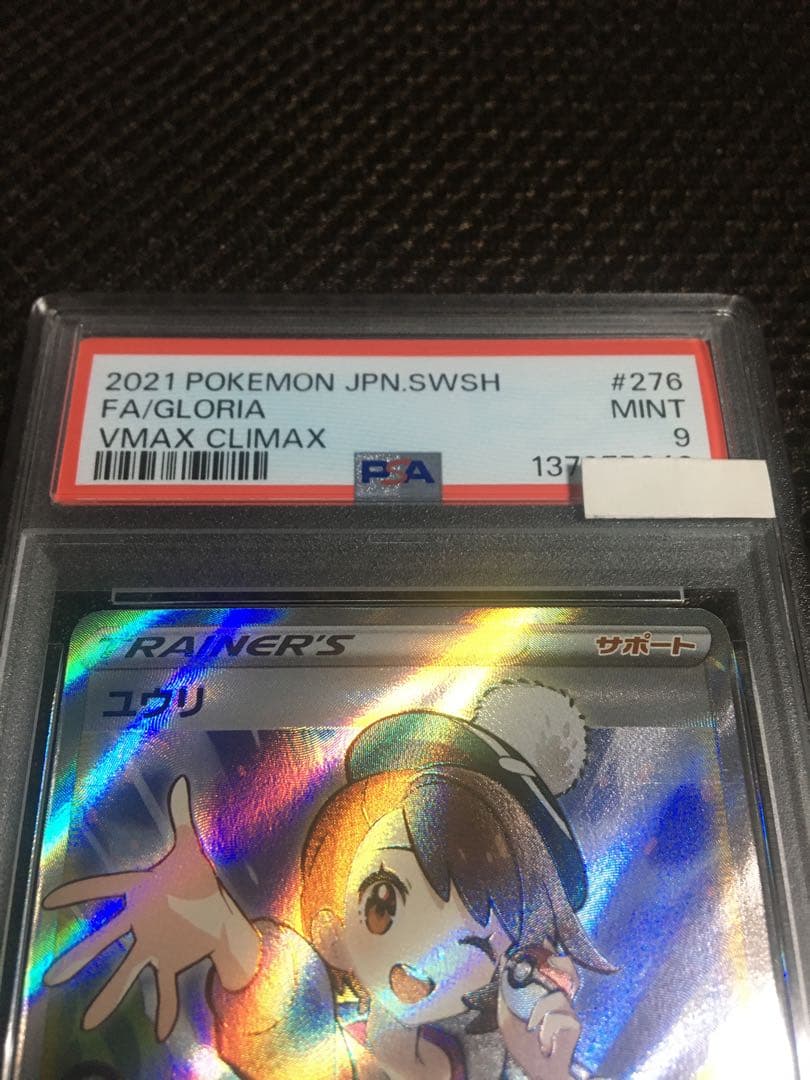 2021 POKEMON JPN.SWSH #276
FA/GLORIA MINT
VMAX CLIMAX 9
PSA
TRAINER'S サポート
ユウリ